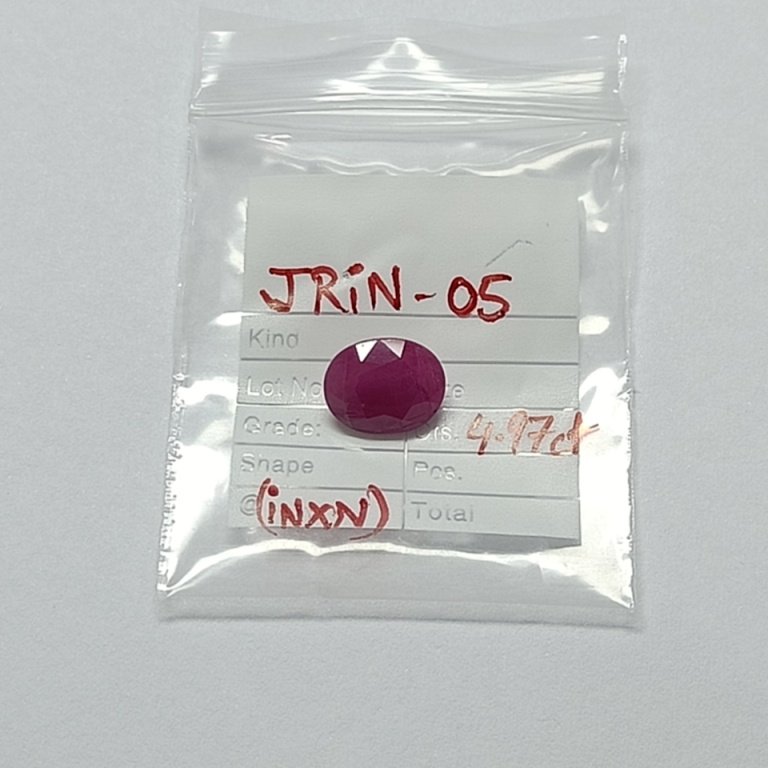 JRiN-05
Kind
Lot No
Grade: Cts. 4.97ct
Shape Pcs.
@ (iNXN) Total